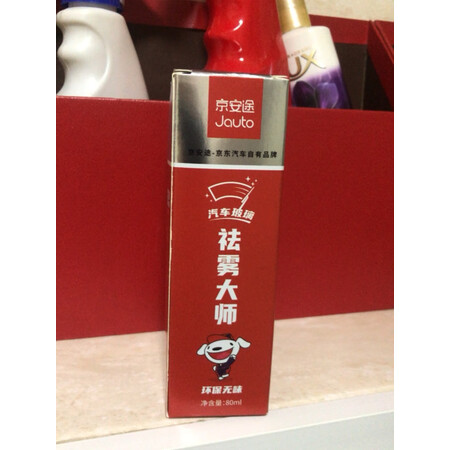 UX
京安途
Jauto
京安途-京东汽车自有品牌
汽车玻璃
祛雾大师
环保无味
净含量:80ml